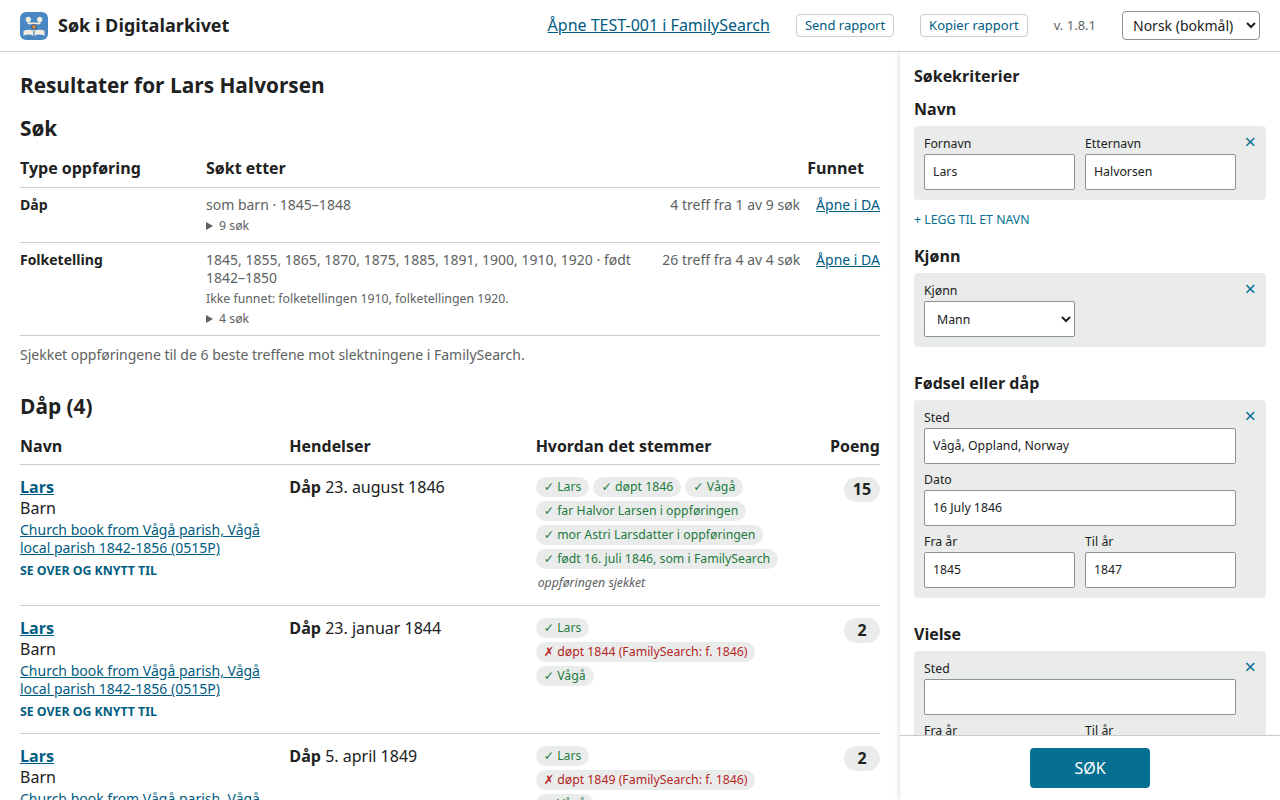 Søk i Digitalarkivet
Åpne TEST-001 i FamilySearch
Send rapport
Kopier rapport
v. 1.8.1
Norsk (bokmål)
Resultater for Lars Halvorsen
Søk
Type oppføring Søkt etter Funnet
Dåp som barn · 1845–1848 4 treff fra 1 av 9 søk Åpne i DA
▶ 9 søk
Folketelling 1845, 1855, 1865, 1870, 1875, 1885, 1891, 1900, 1910, 1920 · født 26 treff fra 4 av 4 søk Åpne i DA
1842–1850
Ikke funnet: folketellingen 1910, folketellingen 1920.
▶ 4 søk
Sjekket oppføringene til de 6 beste treffene mot slektningene i FamilySearch.
Dåp (4)
Navn Hendelser Hvordan det stemmer Poeng
Lars Dåp 23. august 1846 ✓ Lars ✓ døpt 1846 ✓ Vågå 15
Barn
✓ far Halvor Larsen i oppføringen
Church book from Vågå parish, Vågå
local parish 1842-1856 (0515P)
✓ mor Astri Larsdatter i oppføringen
✓ født 16. juli 1846, som i FamilySearch
SE OVER OG KNYTT TIL
oppføringen sjekket
Lars Dåp 23. januar 1844 ✓ Lars 2
Barn
✗ døpt 1844 (FamilySearch: f. 1846)
Church book from Vågå parish, Vågå
local parish 1842-1856 (0515P)
✓ Vågå
SE OVER OG KNYTT TIL
Lars Dåp 5. april 1849 ✓ Lars 2
Barn
✗ døpt 1849 (FamilySearch: f. 1846)
Church book from Vågå parish, Vågå
Søkekriterier
Navn
Fornavn Etternavn ✕
Lars Halvorsen
+ LEGG TIL ET NAVN
Kjønn
Kjønn ✕
Mann
Fødsel eller dåp
Sted ✕
Vågå, Oppland, Norway
Dato
16 July 1846
Fra år Til år
1845 1847
Vielse
Sted ✕
Fra år Til år
SØK